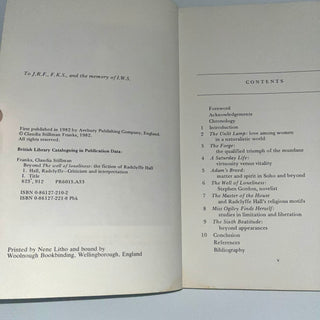 To J.R.F., F.K.S., and the memory of I.W.S.
First published in 1982 by Avebury Publishing Company, England.
© Claudia Stillman Franks, 1982.
All rights reserved.
British Library Cataloguing in Publication Data:
Franks, Claudia Stillman
Beyond The well of loneliness: the fiction of Radclyffe Hall
1. Hall, Radclyffe—Criticism and interpretation
I. Title
823'.912 PR6011.A33
ISBN 0-86127-210-2
ISBN 0-86127-221-8 Pbk
Printed by Nene Litho and bound by
Woolnough Bookbinding, Wellingborough, England
CONTENTS
Foreword
Acknowledgements
Chronology
1 Introduction
2 The Unlit Lamp: love among women
in a naturalistic world
3 The Forge:
the qualified triumph of the mundane
4 A Saturday Life:
virtuosity versus vitality
5 Adam's Breed:
matter and spirit in Soho and beyond
6 The Well of Loneliness:
Stephen Gordon, novelist
7 The Master of the House
and Radclyffe Hall's religious motifs
8 Miss Ogilvy Finds Herself:
studies in limitation and liberation
9 The Sixth Beatitude:
beyond appearances
10 Conclusion
References
Bibliography
v